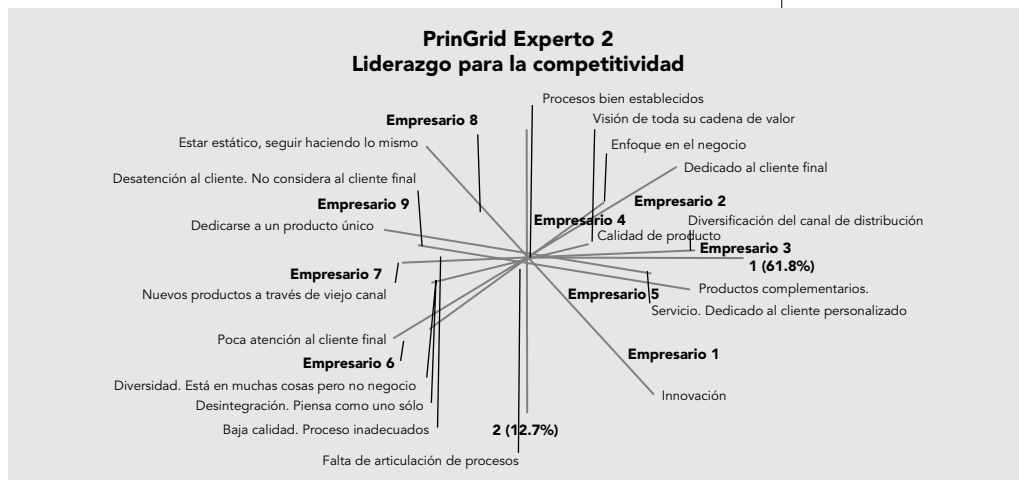 PrinGrid Experto 2
Liderazgo para la competitividad
Procesos bien establecidos
Empresario 8
Visión de toda su cadena de valor
Estar estático, seguir haciendo lo mismo
Enfoque en el negocio
Dedicado al cliente final
Desatención al cliente. No considera al cliente final
Empresario 9
Empresario 2
Dedicarse a un producto único
Empresario 4
Diversificación del canal de distribución
Calidad de producto
Empresario 3
1 (61.8%)
Empresario 7
Nuevos productos a través de viejo canal
Productos complementarios.
Empresario 5
Servicio. Dedicado al cliente personalizado
Poca atención al cliente final
Empresario 1
Empresario 6
Diversidad. Está en muchas cosas pero no negocio
Innovación
Desintegración. Piensa como uno sólo
Baja calidad. Proceso inadecuados
2 (12.7%)
Falta de articulación de procesos